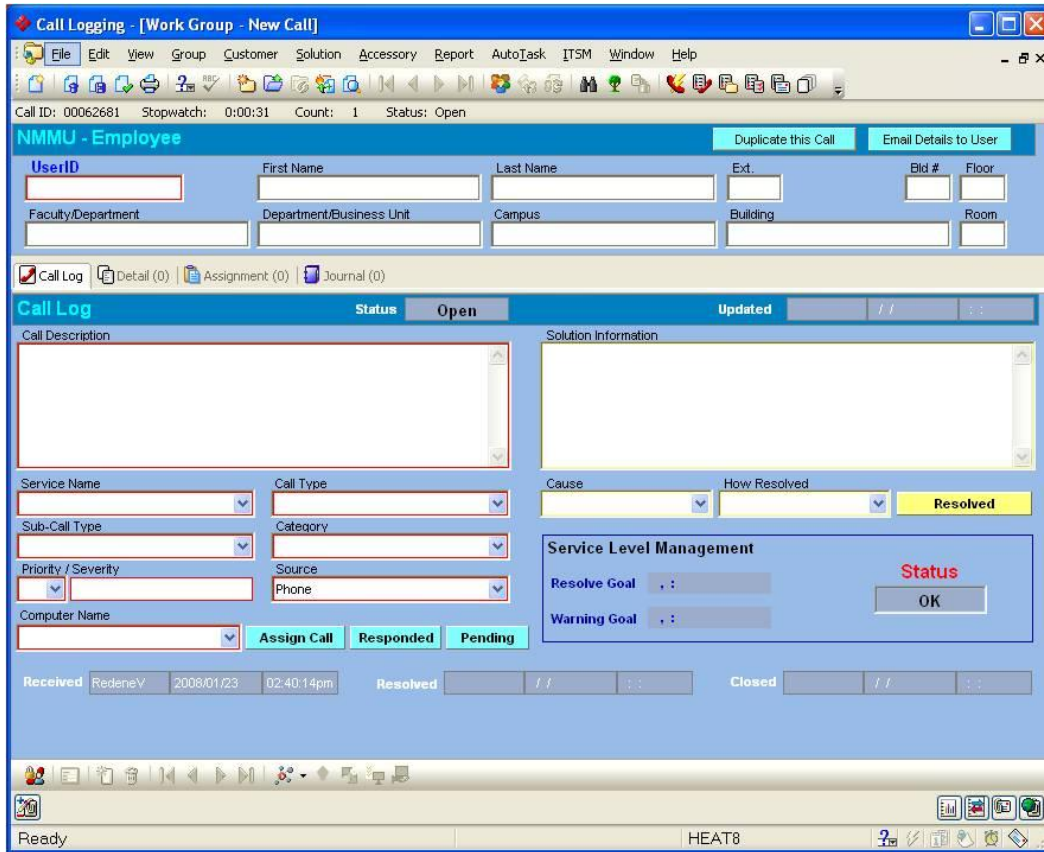 Call Logging - [Work Group - New Call]
File Edit View Group Customer Solution Accessory Report AutoTask ITSM Window Help
Call ID: 00062681 Stopwatch: 0:00:31 Count: 1 Status: Open
NMMU - Employee Duplicate this Call Email Details to User
UserID First Name Last Name Ext. Bld # Floor
Faculty/Department Department/Business Unit Campus Building Room
Call Log Detail (0) Assignment (0) Journal (0)
Call Log Status Open Updated / / : :
Call Description Solution Information
Service Name Call Type Cause How Resolved
Resolved
Sub-Call Type Category
Service Level Management
Priority / Severity Source Status
Phone Resolve Goal , : OK
Computer Name Warning Goal , :
Assign Call Responded Pending
Received RedeneV 2008/01/23 02:40:14pm Resolved / / : : Closed / / : :
Ready HEAT8